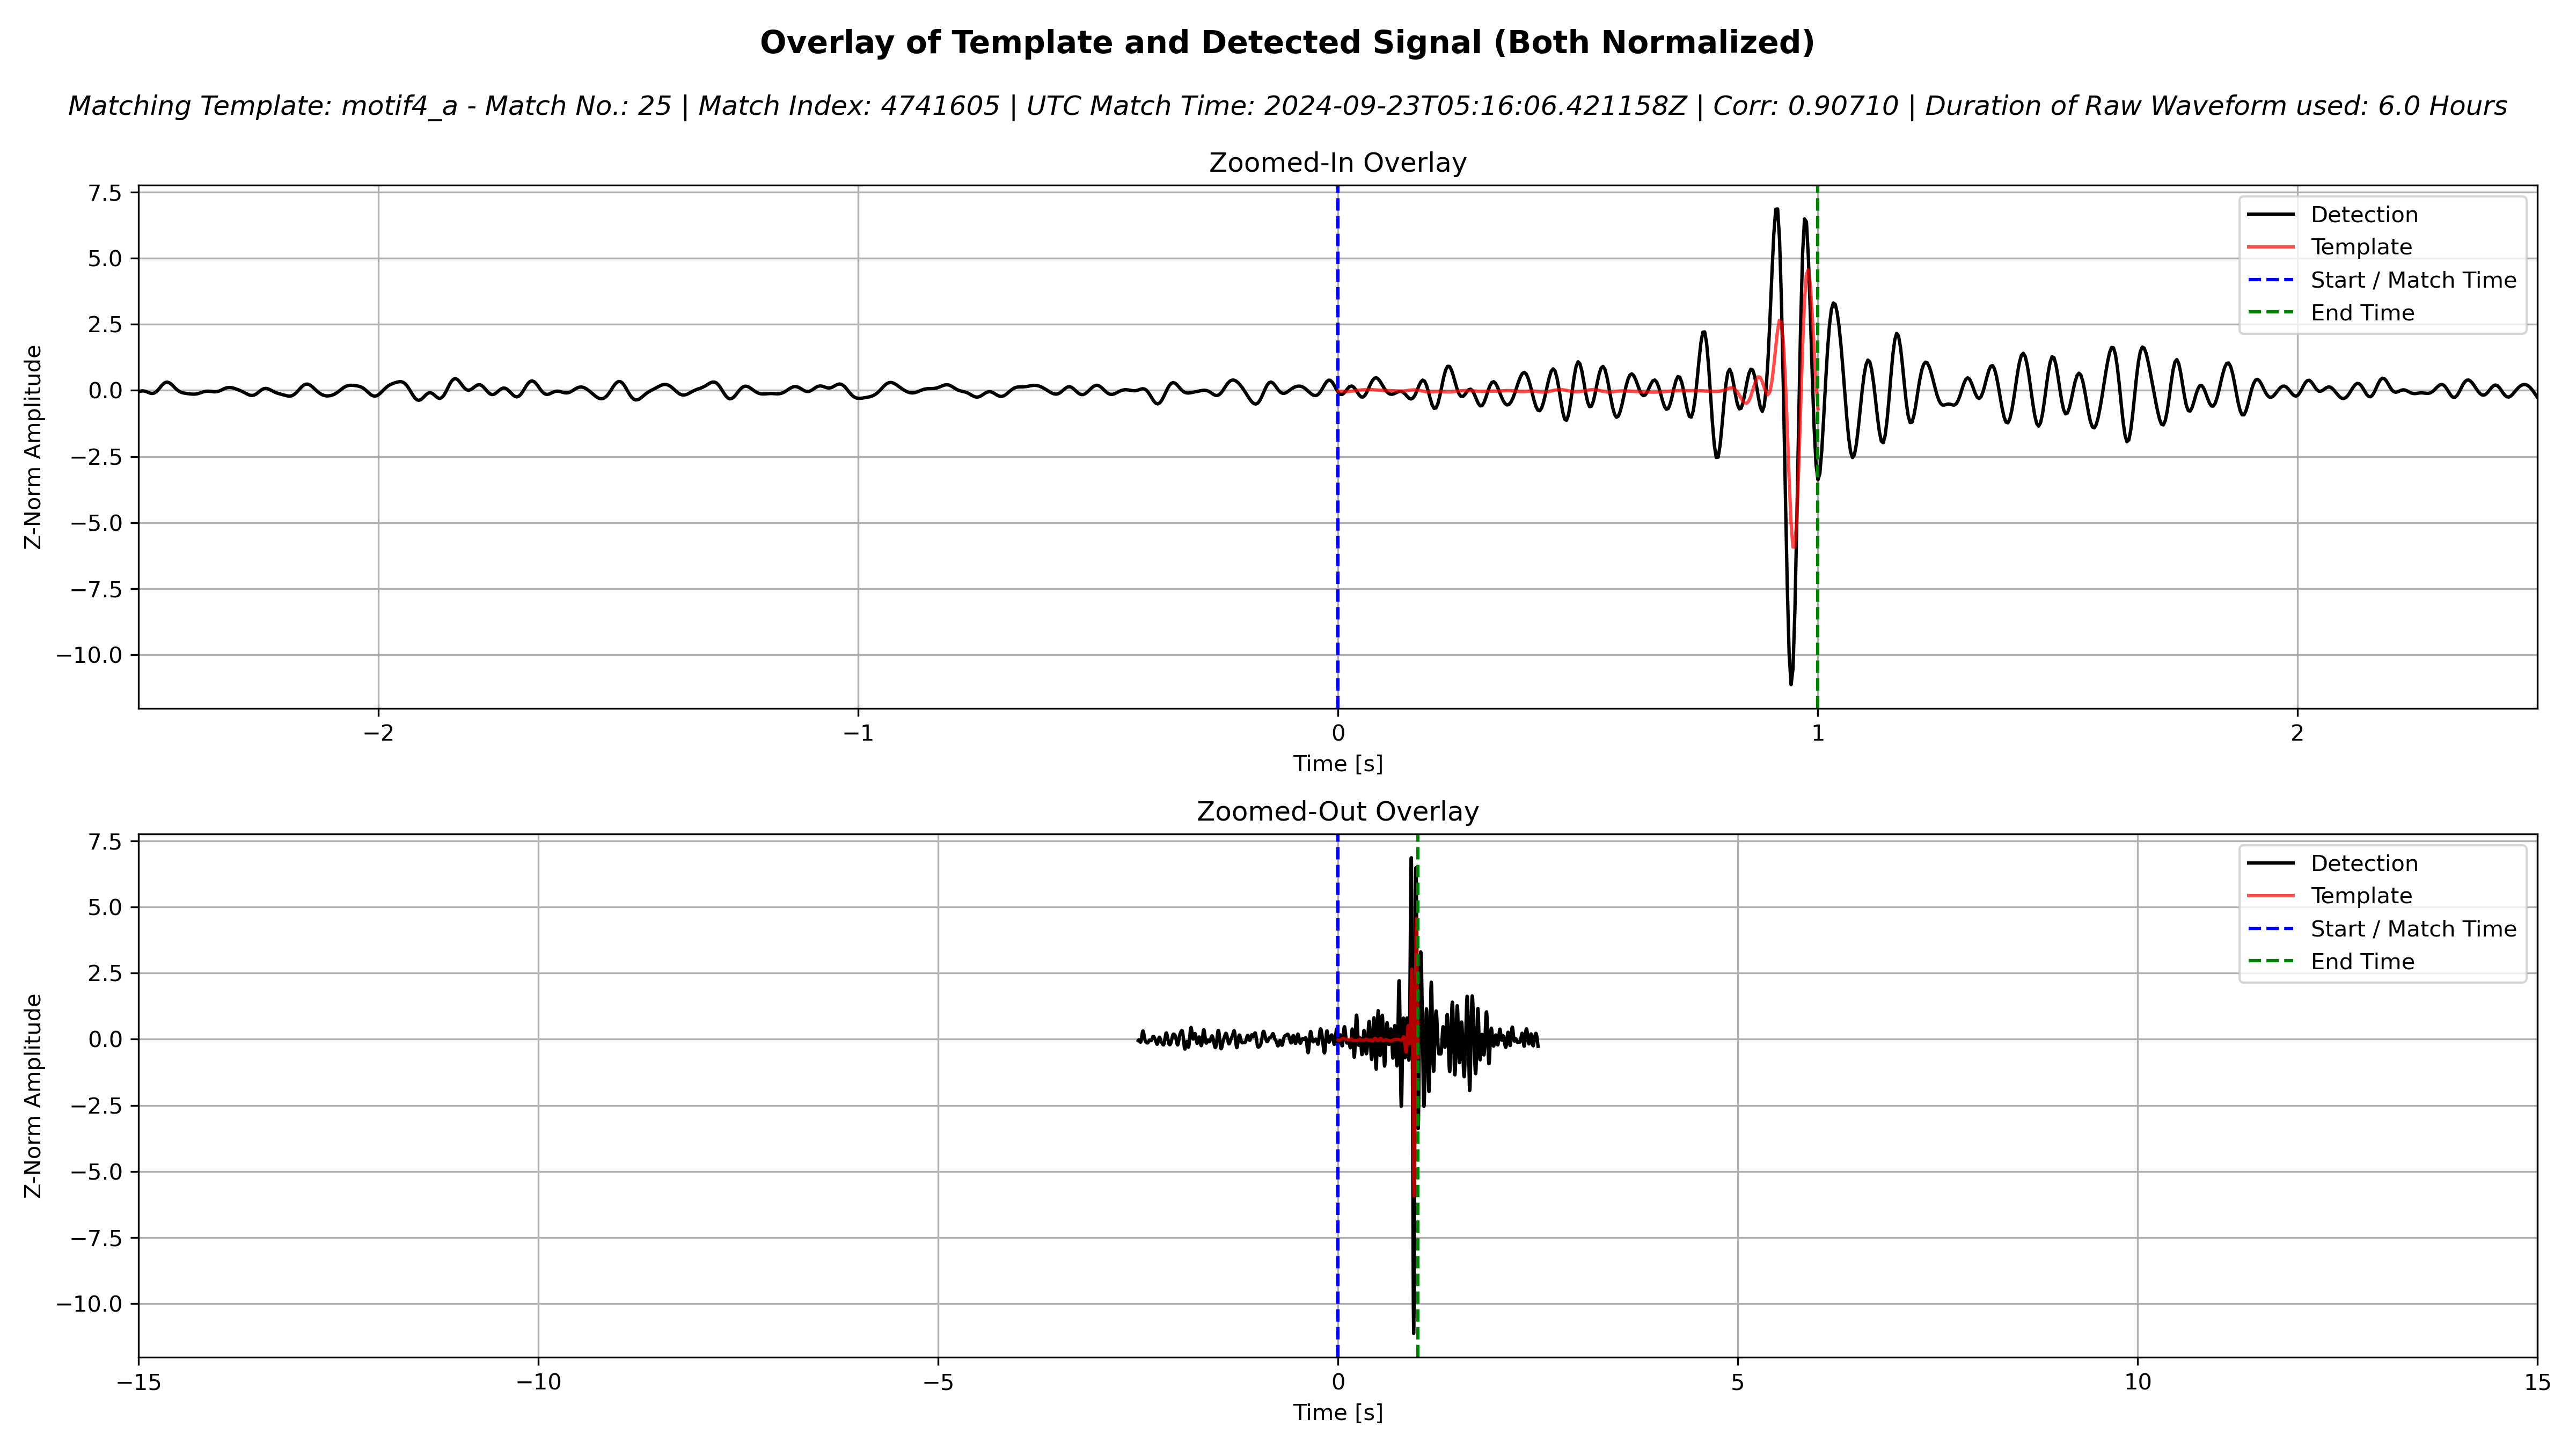 Overlay of Template and Detected Signal (Both Normalized)
Matching Template: motif4_a - Match No.: 25 | Match Index: 4741605 | UTC Match Time: 2024-09-23T05:16:06.421158Z | Corr: 0.90710 | Duration of Raw Waveform used: 6.0 Hours
Zoomed-In Overlay
7.5
5.0
2.5
0.0
−2.5
−5.0
−7.5
−10.0
Z-Norm Amplitude
Detection
Template
Start / Match Time
End Time
−2 −1 0 1 2
Time [s]
Zoomed-Out Overlay
7.5
5.0
2.5
0.0
−2.5
−5.0
−7.5
−10.0
Z-Norm Amplitude
Detection
Template
Start / Match Time
End Time
−15 −10 −5 0 5 10 15
Time [s]